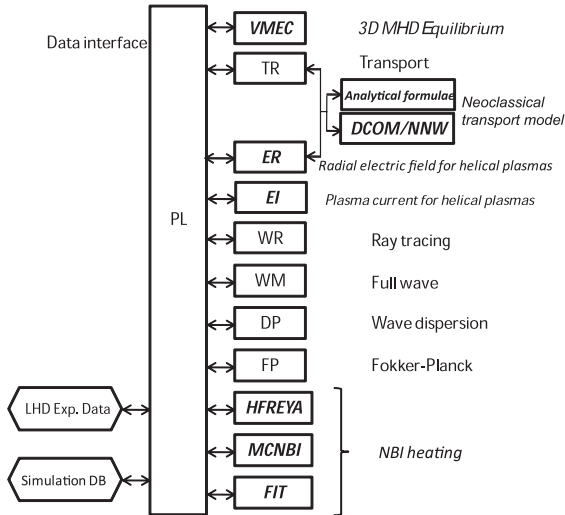 VMEC
3D MHD Equilibrium
Data interface
TR
Transport
Analytical formulae
DCOM/NNW
Neoclassical
transport model
ER
Radial electric field for helical plasmas
EI
Plasma current for helical plasmas
PL
WR
Ray tracing
WM
Full wave
DP
Wave dispersion
FP
Fokker-Planck
LHD Exp. Data
HFREYA
MCNBI
NBI heating
Simulation DB
FIT